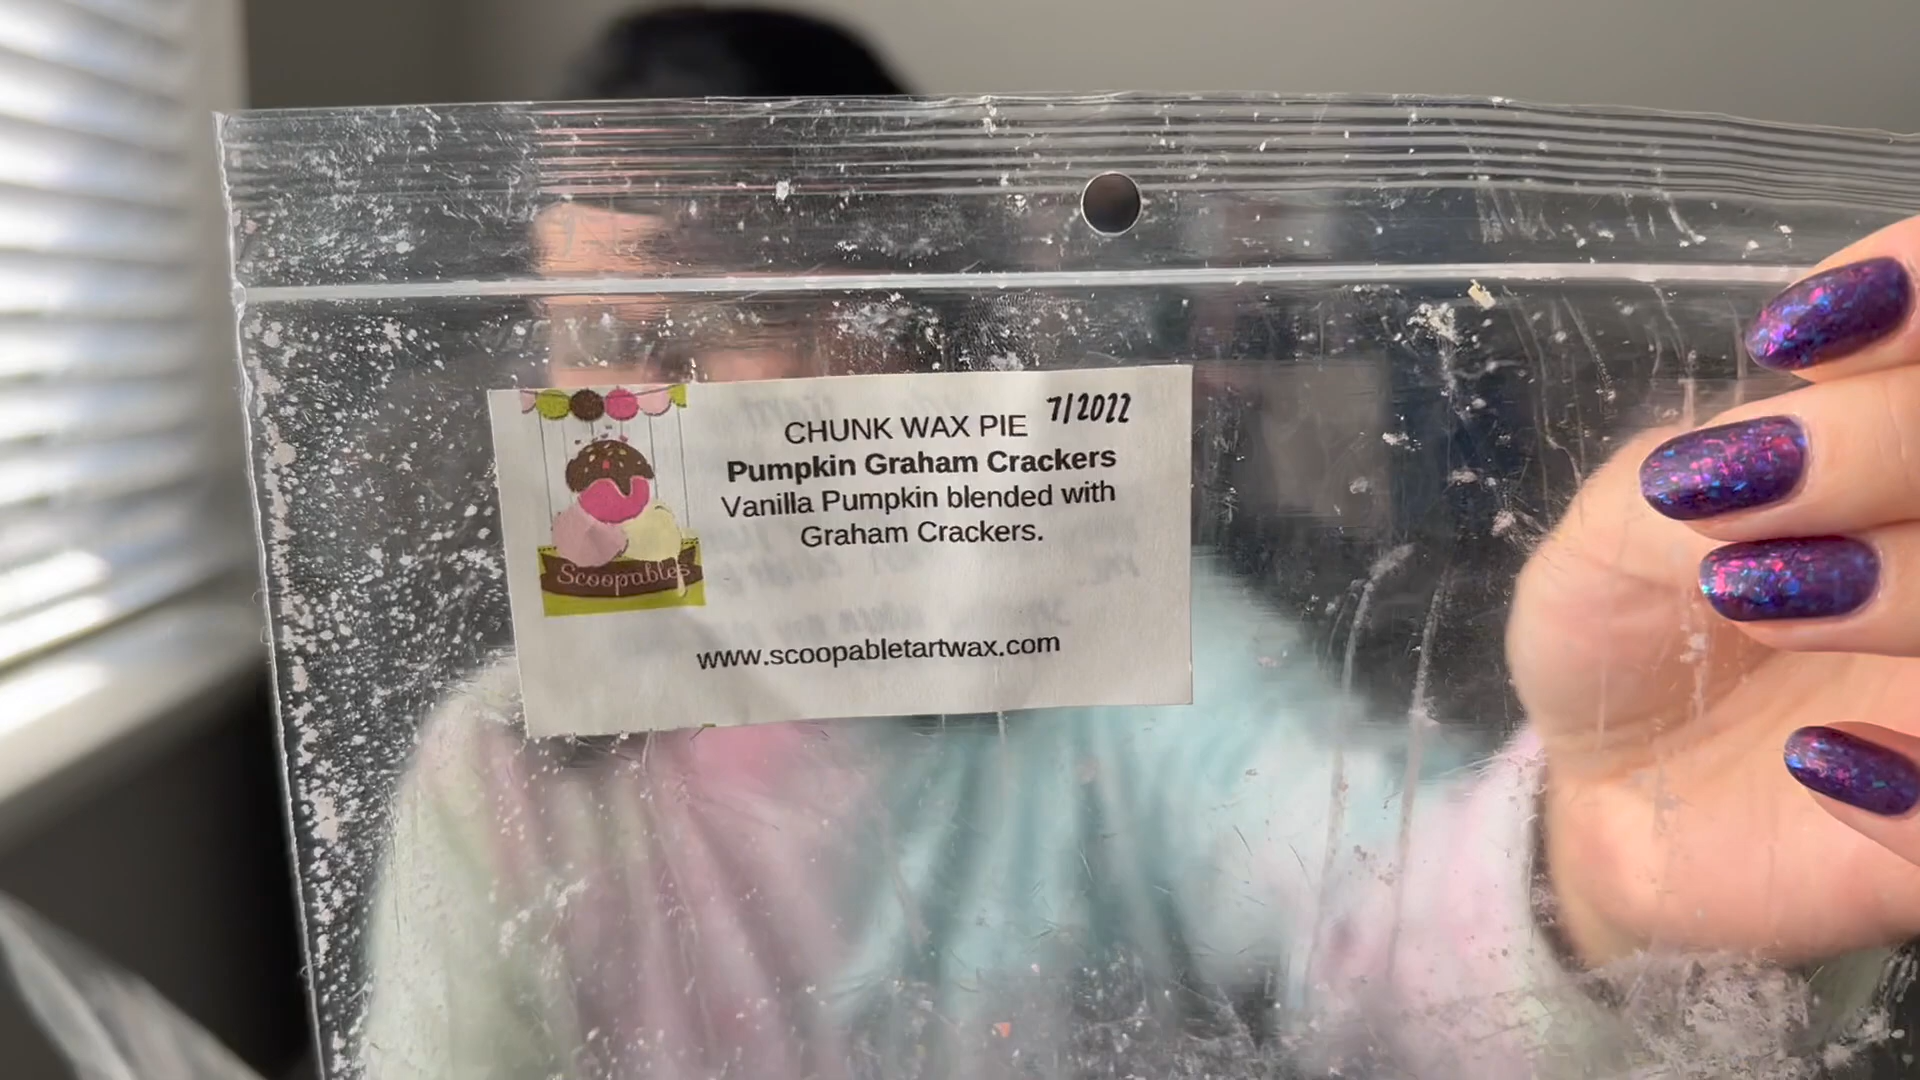 CHUNK WAX PIE 7/2022
Pumpkin Graham Crackers
Vanilla Pumpkin blended with
Graham Crackers.
Scoopables
www.scoopabletartwax.com